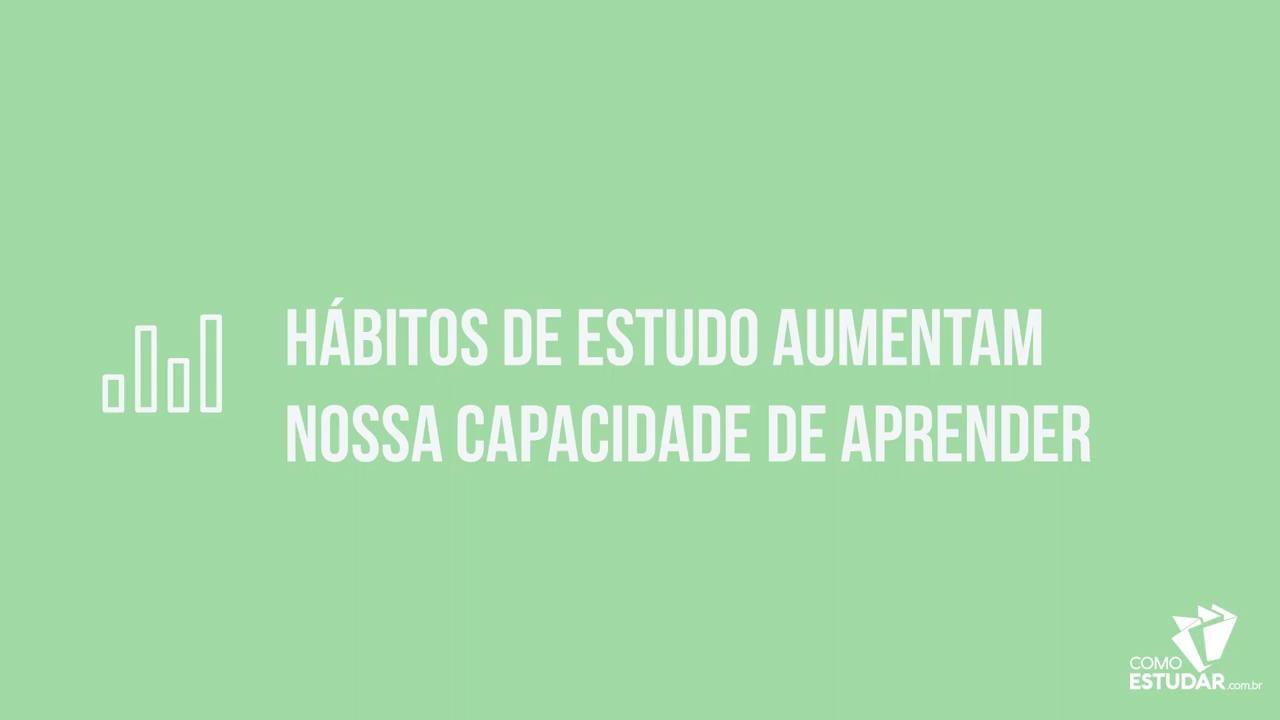 HÁBITOS DE ESTUDO AUMENTAM
NOSSA CAPACIDADE DE APRENDER
COMO
ESTUDAR.com.br